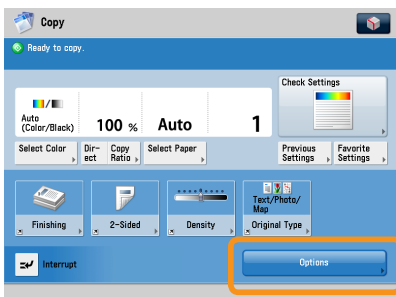 Copy
Ready to copy.
Check Settings
Auto
(Color/Black)
100 %
Auto
1
Select Color
Dir-
ect
Copy
Ratio
Select Paper
Previous
Settings
Favorite
Settings
Finishing
2-Sided
Density
Text/Photo/
Map
Original Type
Interrupt
Options